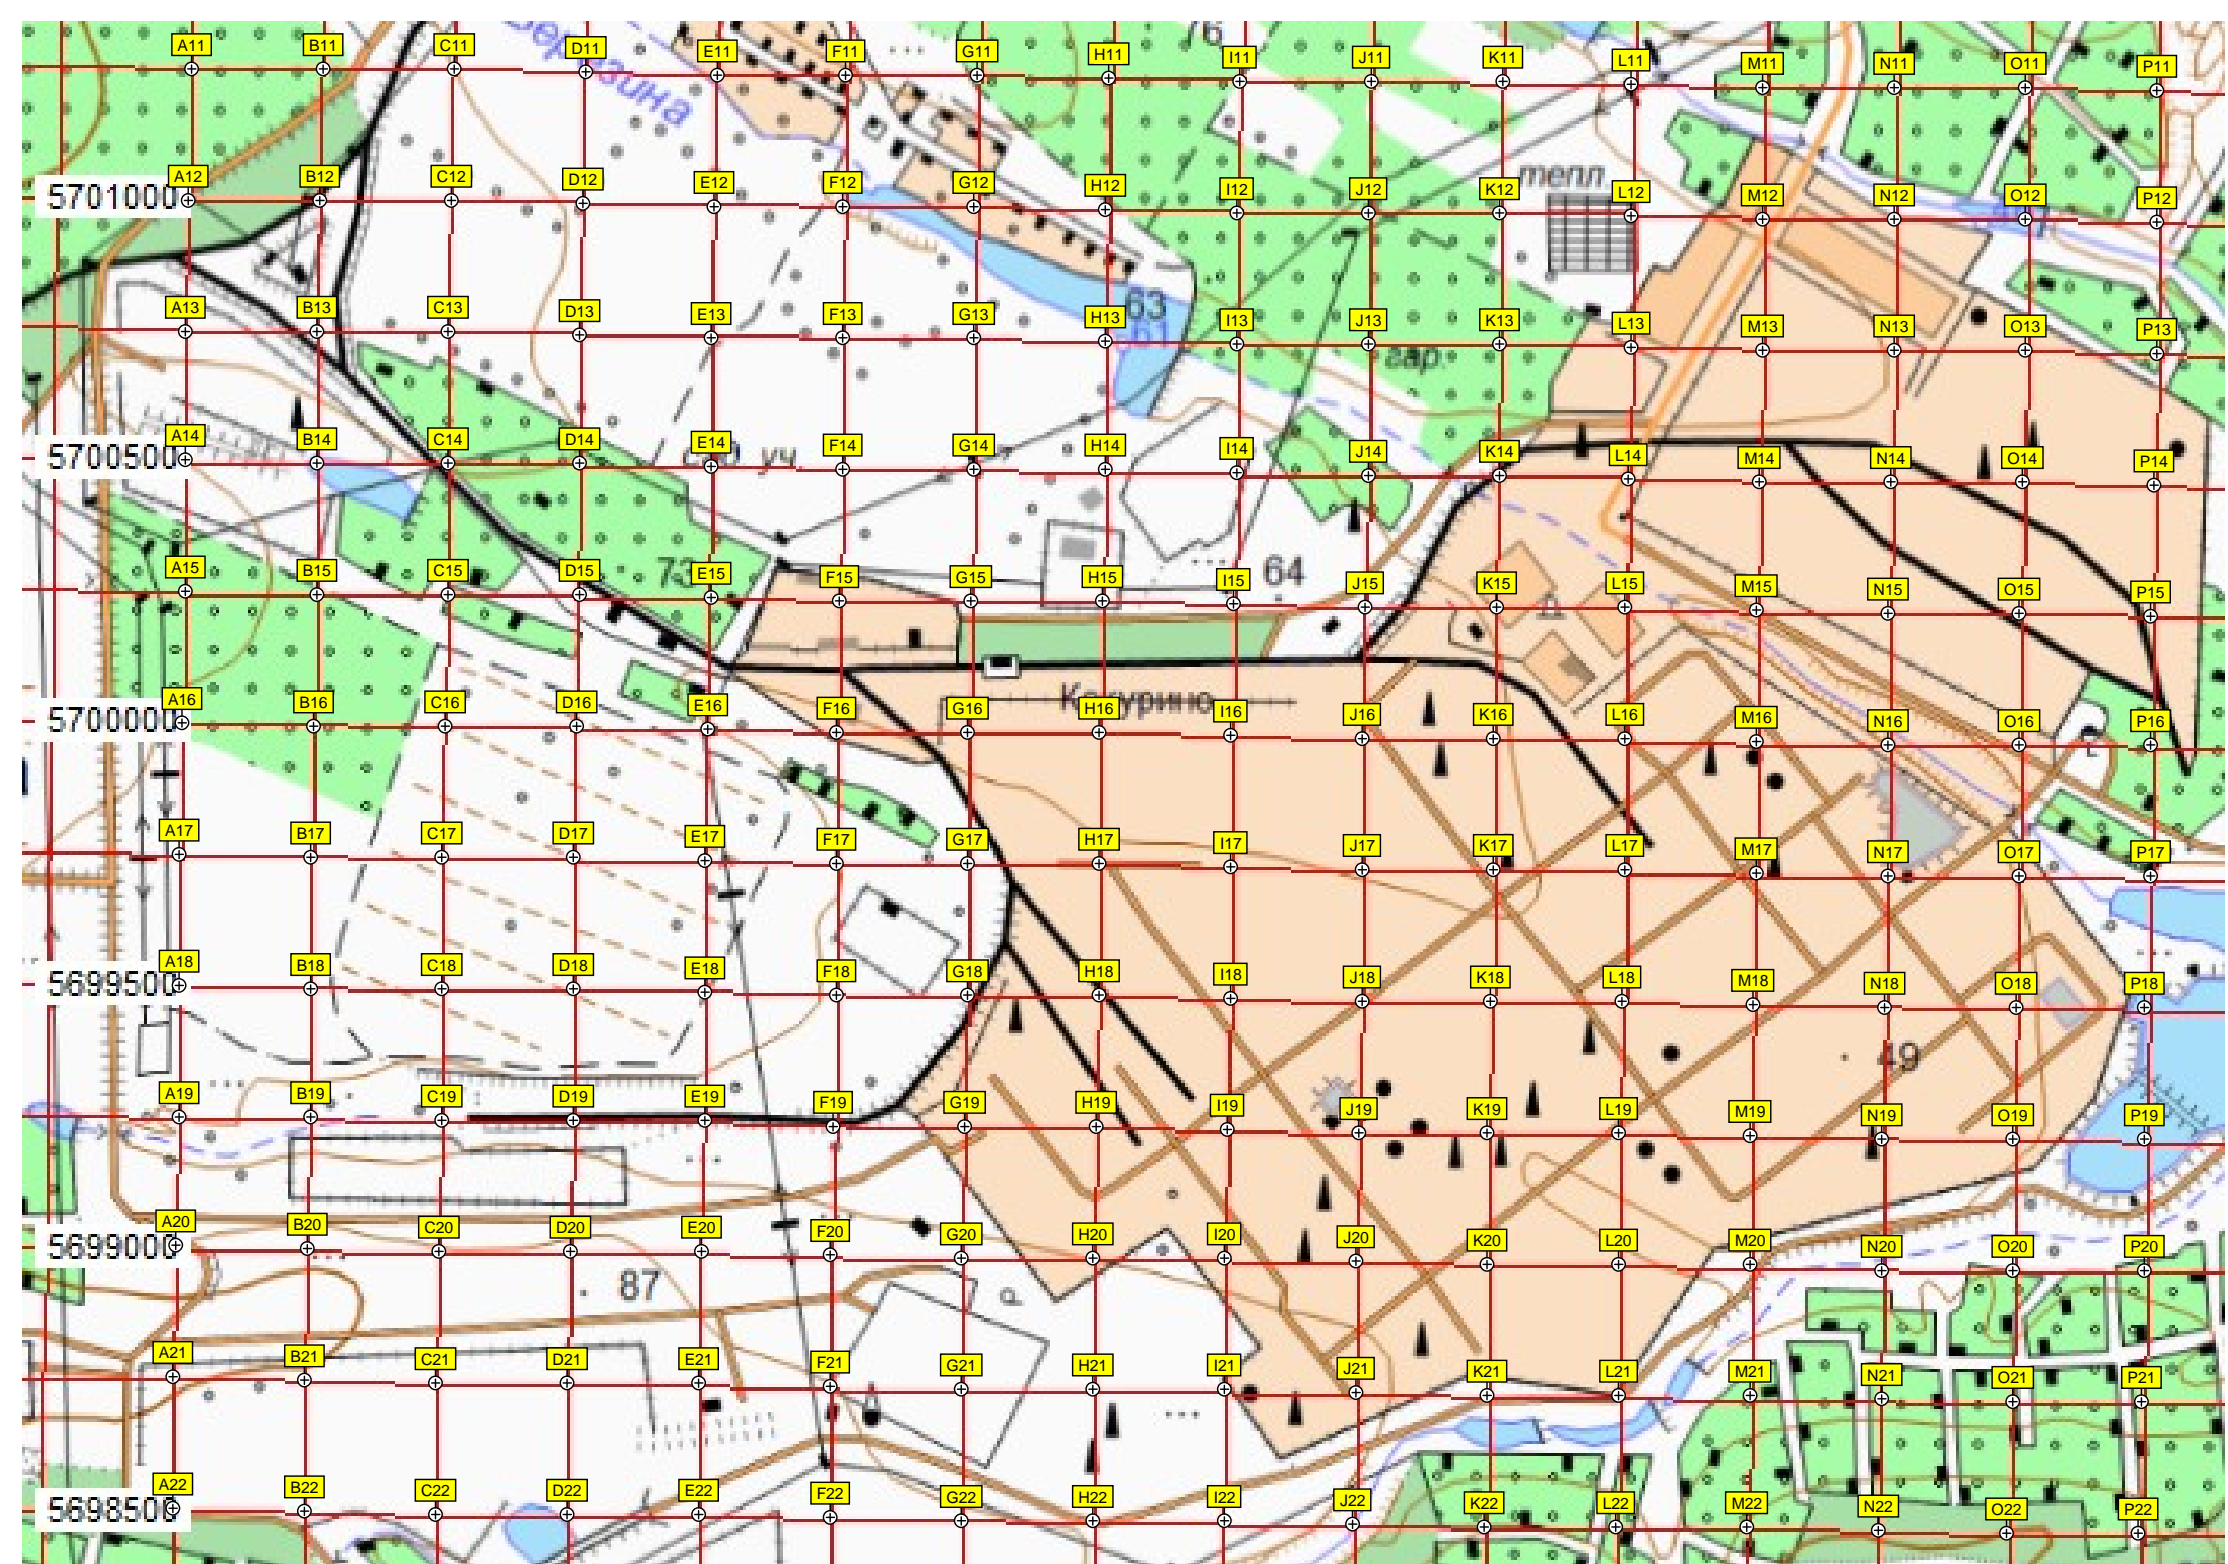 76
A11 B11 C11 D11 E11 F11 G11 H11 I11 J11 K11 L11 M11 N11 O11 P11
Березина
тепл.
5701000 A12 B12 C12 D12 E12 F12 G12 H12 I12 J12 K12 L12 M12 N12 O12 P12
63
A13 B13 C13 D13 E13 F13 G13 H13 I13 J13 K13 L13 M13 N13 O13 P13
гар.
A14 B14 C14 D14 E14 F14 G14 H14 I14 J14 K14 L14 M14 N14 O14 P14
5700500
уч.
73 64
A15 B15 C15 D15 E15 F15 G15 H15 I15 J15 K15 L15 M15 N15 O15 P15
A16 B16 C16 D16 E16 F16 G16 H16 I16 J16 K16 L16 M16 N16 O16 P16
5700000
A17 B17 C17 D17 E17 F17 G17 H17 I17 J17 K17 L17 M17 N17 O17 P17
A18 B18 C18 D18 E18 F18 G18 H18 I18 J18 K18 L18 M18 N18 O18 P18
5699500
49
A19 B19 C19 D19 E19 F19 G19 H19 I19 J19 K19 L19 M19 N19 O19 P19
A20 B20 C20 D20 E20 F20 G20 H20 I20 J20 K20 L20 M20 N20 O20 P20
5699000
87
A21 B21 C21 D21 E21 F21 G21 H21 I21 J21 K21 L21 M21 N21 O21 P21
A22 B22 C22 D22 E22 F22 G22 H22 I22 J22 K22 L22 M22 N22 O22 P22
5698500